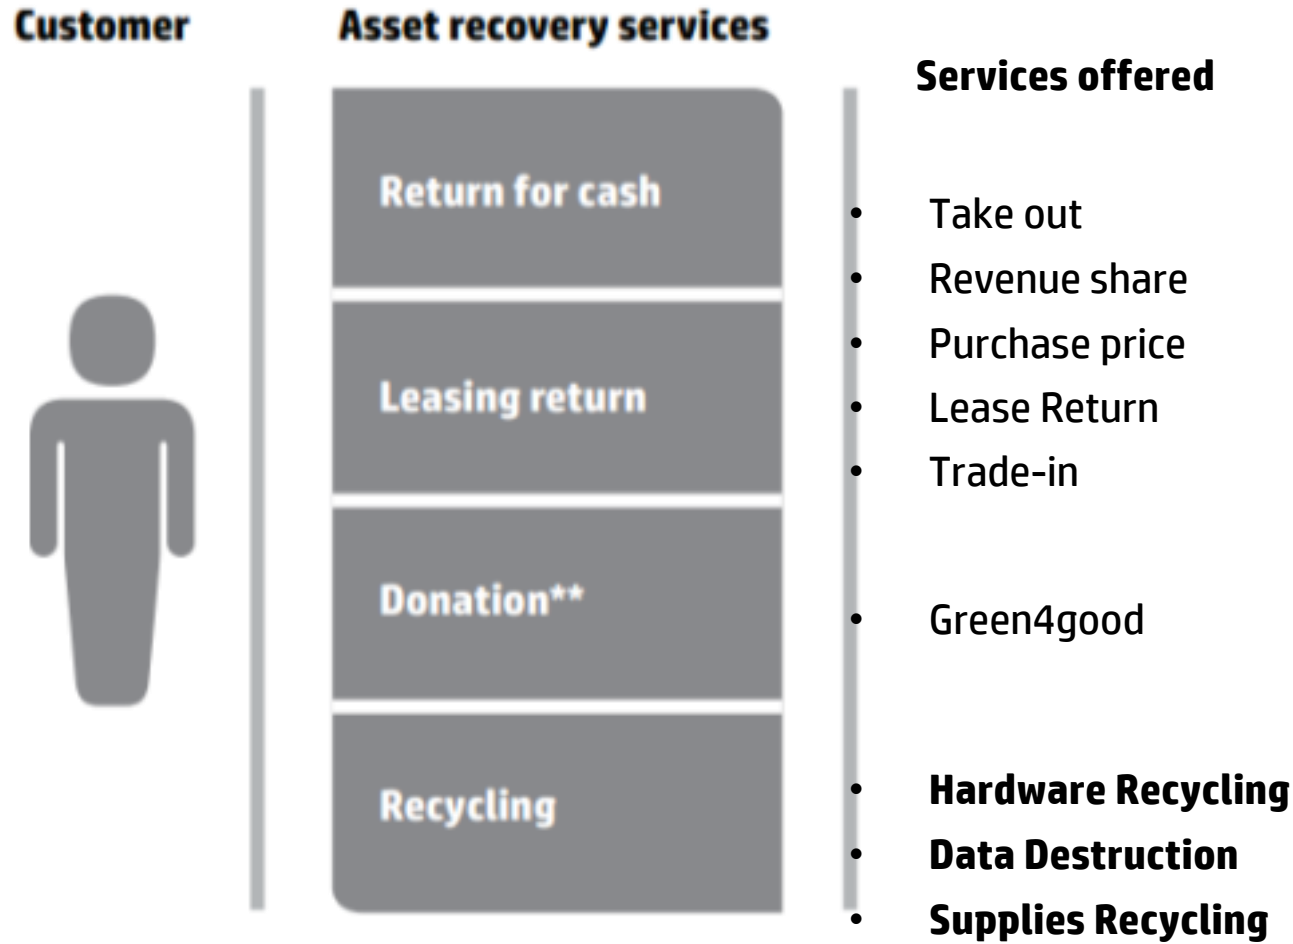 Customer
Asset recovery services
Services offered
Return for cash
Leasing return
Donation**
Recycling
• Take out
• Revenue share
• Purchase price
• Lease Return
• Trade-in
• Green4good
• Hardware Recycling
• Data Destruction
• Supplies Recycling